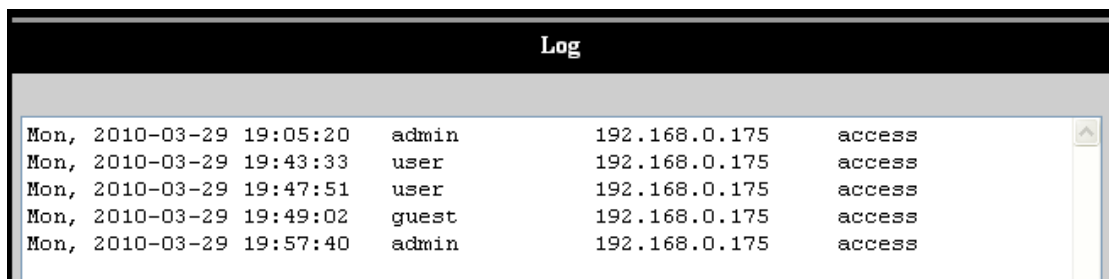 Log
Mon, 2010-03-29 19:05:20 admin 192.168.0.175 access
Mon, 2010-03-29 19:43:33 user 192.168.0.175 access
Mon, 2010-03-29 19:47:51 user 192.168.0.175 access
Mon, 2010-03-29 19:49:02 guest 192.168.0.175 access
Mon, 2010-03-29 19:57:40 admin 192.168.0.175 access